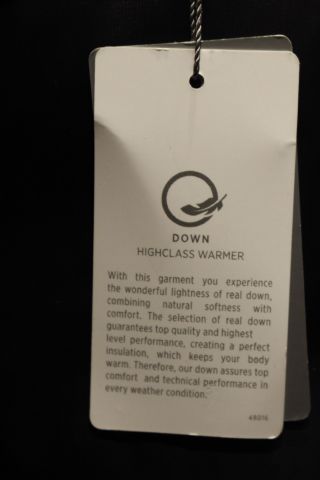 DOWN
HIGHCLASS WARMER
With this garment you experience
the wonderful lightness of real down,
combining natural softness with
comfort. The selection of real down
guarantees top quality and highest
level performance, creating a perfect
insulation, which keeps your body
warm. Therefore, our down assures top
comfort and technical performance in
every weather condition.
48016